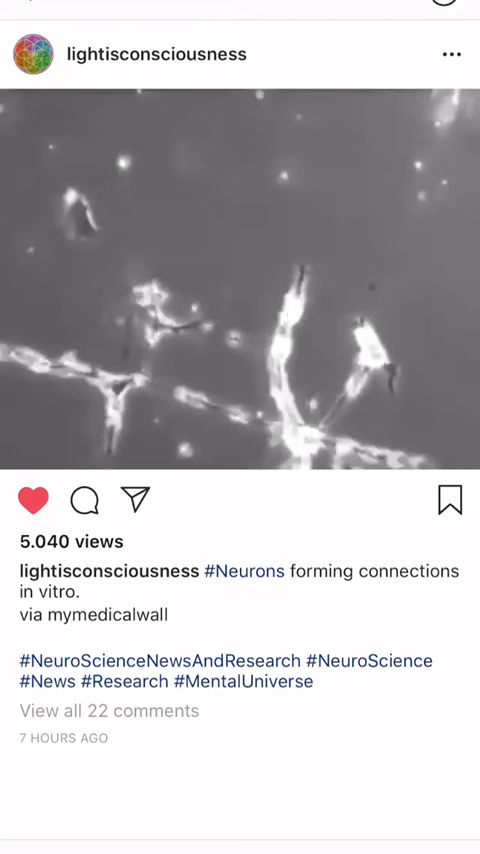 lightisconsciousness
5.040 views
lightisconsciousness #Neurons forming connections
in vitro.
via mymedicalwall
#NeuroScienceNewsAndResearch #NeuroScience
#News #Research #MentalUniverse
View all 22 comments
7 HOURS AGO